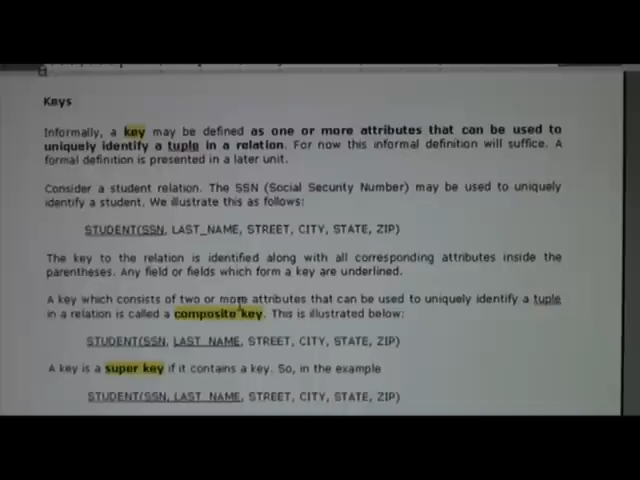 Keys
Informally, a key may be defined as one or more attributes that can be used to
uniquely identify a tuple in a relation. For now this informal definition will suffice. A
formal definition is presented in a later unit.
Consider a student relation. The SSN (Social Security Number) may be used to uniquely
identify a student. We illustrate this as follows:
STUDENT(SSN, LAST_NAME, STREET, CITY, STATE, ZIP)
The key to the relation is identified along with all corresponding attributes inside the
parentheses. Any field or fields which form a key are underlined.
A key which consists of two or more attributes that can be used to uniquely identify a tuple
in a relation is called a composite key. This is illustrated below:
STUDENT(SSN, LAST_NAME, STREET, CITY, STATE, ZIP)
A key is a super key if it contains a key. So, in the example
STUDENT(SSN, LAST_NAME, STREET, CITY, STATE, ZIP)